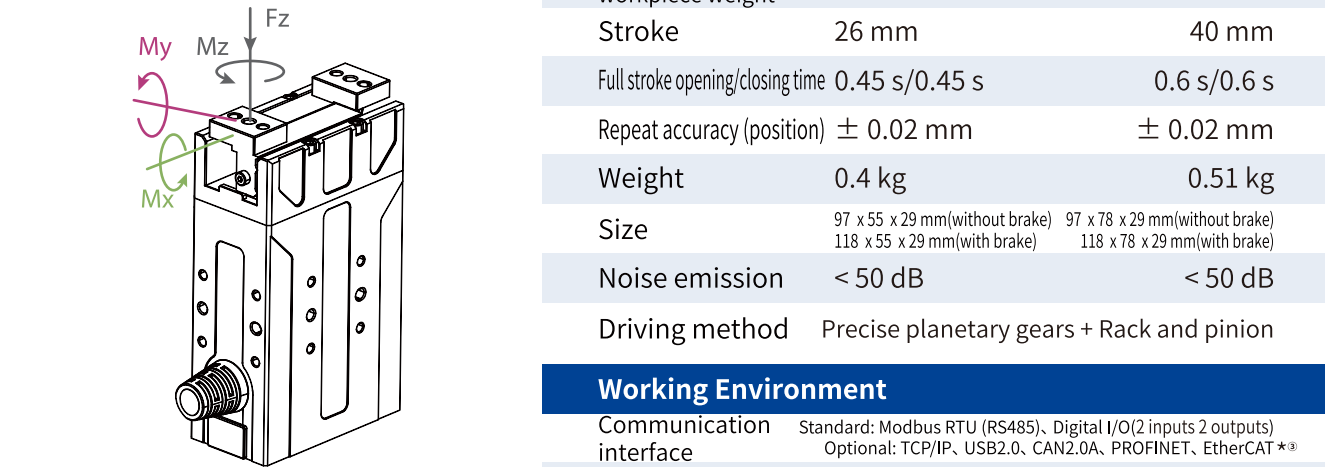 Fz
My
Mz
Mx
workpiece weight
Stroke 26 mm 40 mm
Full stroke opening/closing time 0.45 s/0.45 s 0.6 s/0.6 s
Repeat accuracy (position) ± 0.02 mm ± 0.02 mm
Weight 0.4 kg 0.51 kg
Size 97 x 55 x 29 mm(without brake) 97 x 78 x 29 mm(without brake)
118 x 55 x 29 mm(with brake) 118 x 78 x 29 mm(with brake)
Noise emission < 50 dB < 50 dB
Driving method Precise planetary gears + Rack and pinion
Working Environment
Communication interface Standard: Modbus RTU (RS485)、Digital I/O(2 inputs 2 outputs)
Optional: TCP/IP、USB2.0、CAN2.0A、PROFINET、EtherCAT *③